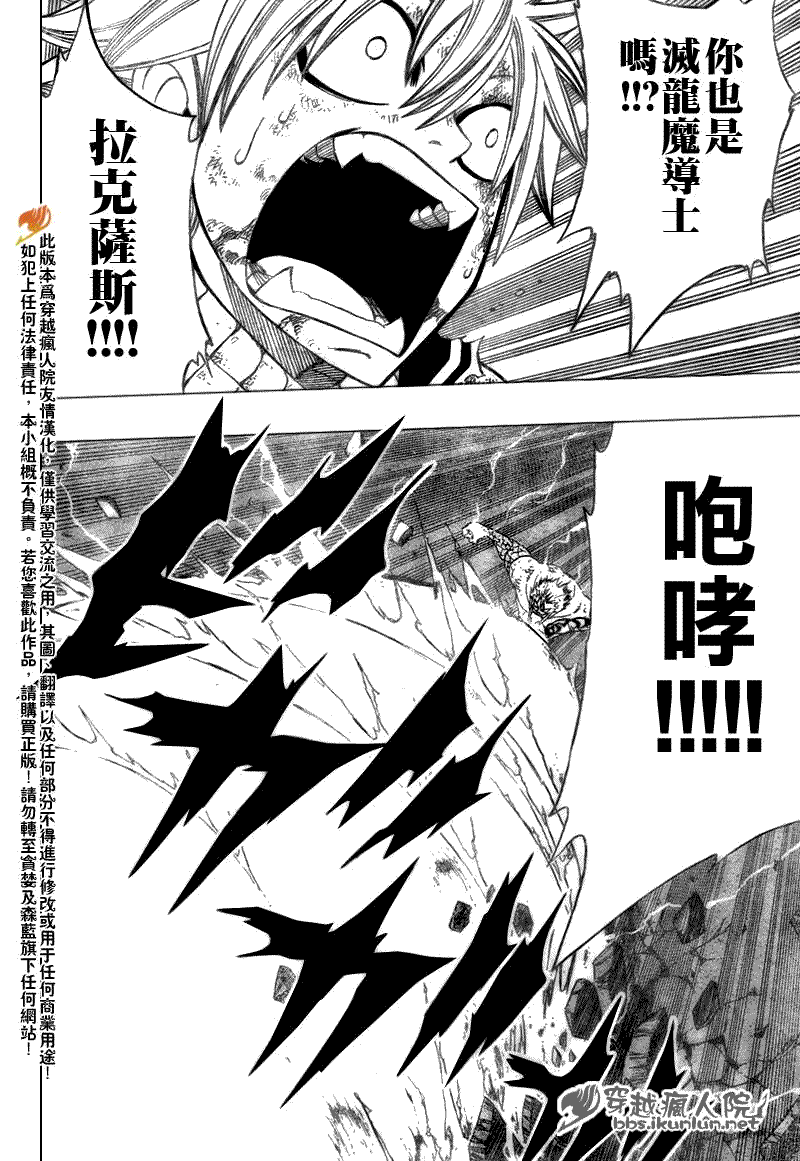 你也是
滅龍魔導士
嗎!!?
拉克薩斯!!!!
咆哮!!!!!
此版本爲穿越瘋人院友情漢化。僅供學習交流之用，其圖、翻譯以及任何部分不得進行修改或用于任何商業用途！
如犯上任何法律責任，本小組概不負責。若您喜歡此作品，請購買正版！請勿轉至貪婪及森藍旗下任何網站！
穿越瘋人院
bbs.ikunlun.net